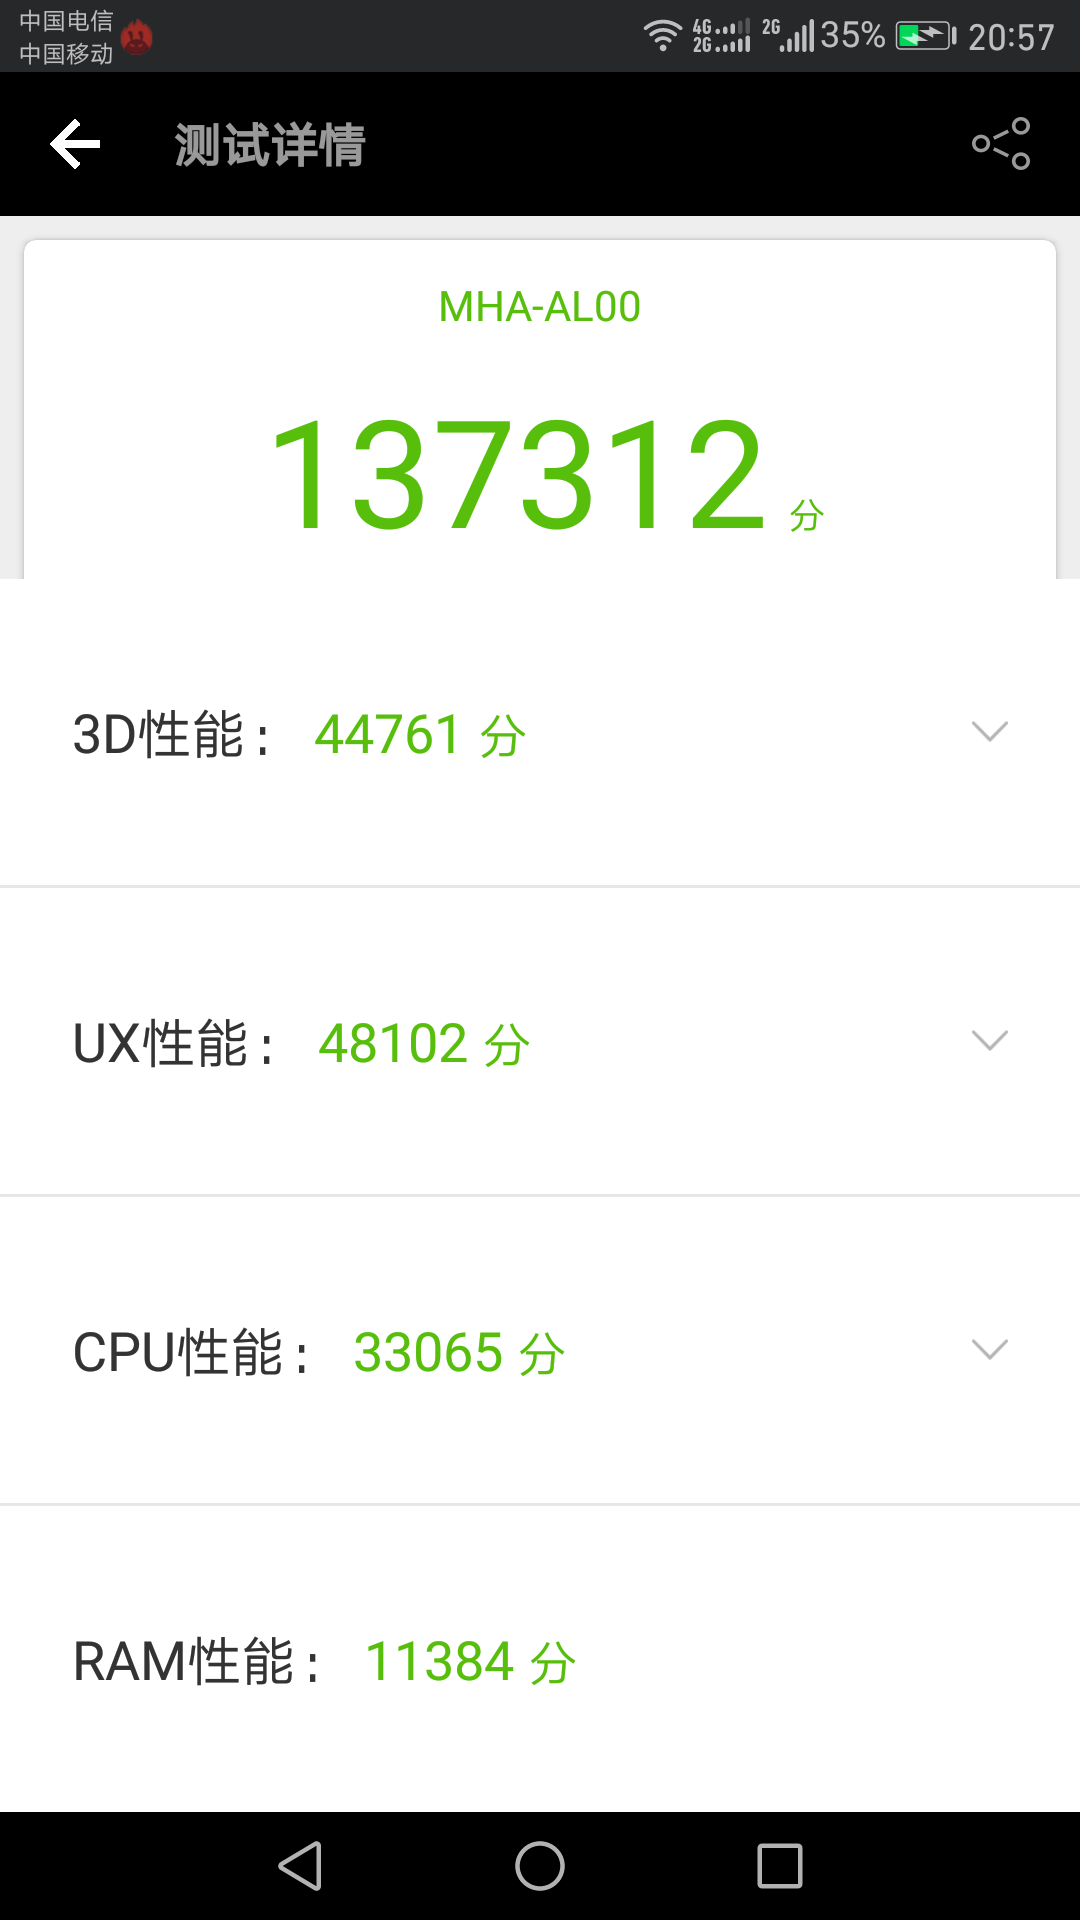 中国电信
中国移动
4G
2G
2G
35%
20:57
测试详情
MHA-AL00
137312 分
3D性能： 44761 分
UX性能： 48102 分
CPU性能： 33065 分
RAM性能： 11384 分